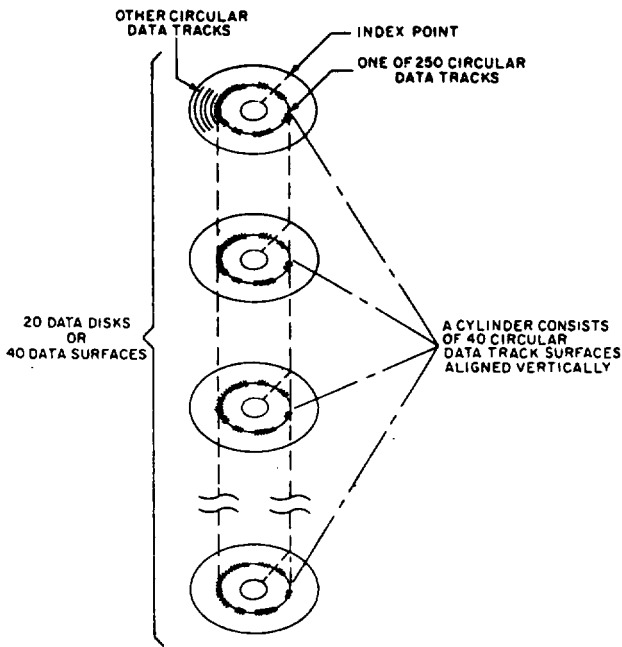 OTHER CIRCULAR
DATA TRACKS
INDEX POINT
ONE OF 250 CIRCULAR
DATA TRACKS
20 DATA DISKS
OR
40 DATA SURFACES
A CYLINDER CONSISTS
OF 40 CIRCULAR
DATA TRACK SURFACES
ALIGNED VERTICALLY